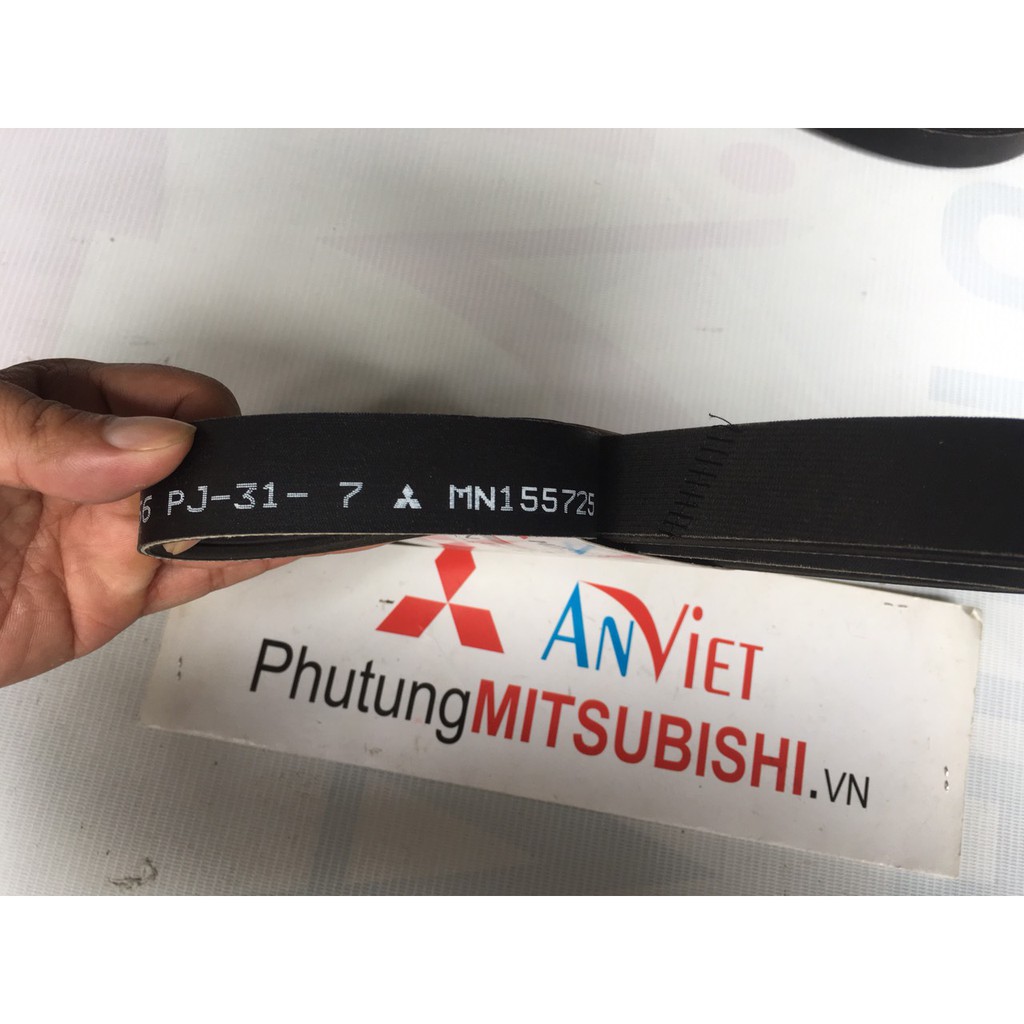 6 PJ-31- 7 MN155725
ANVIET
PhutungMITSUBISHI.VN